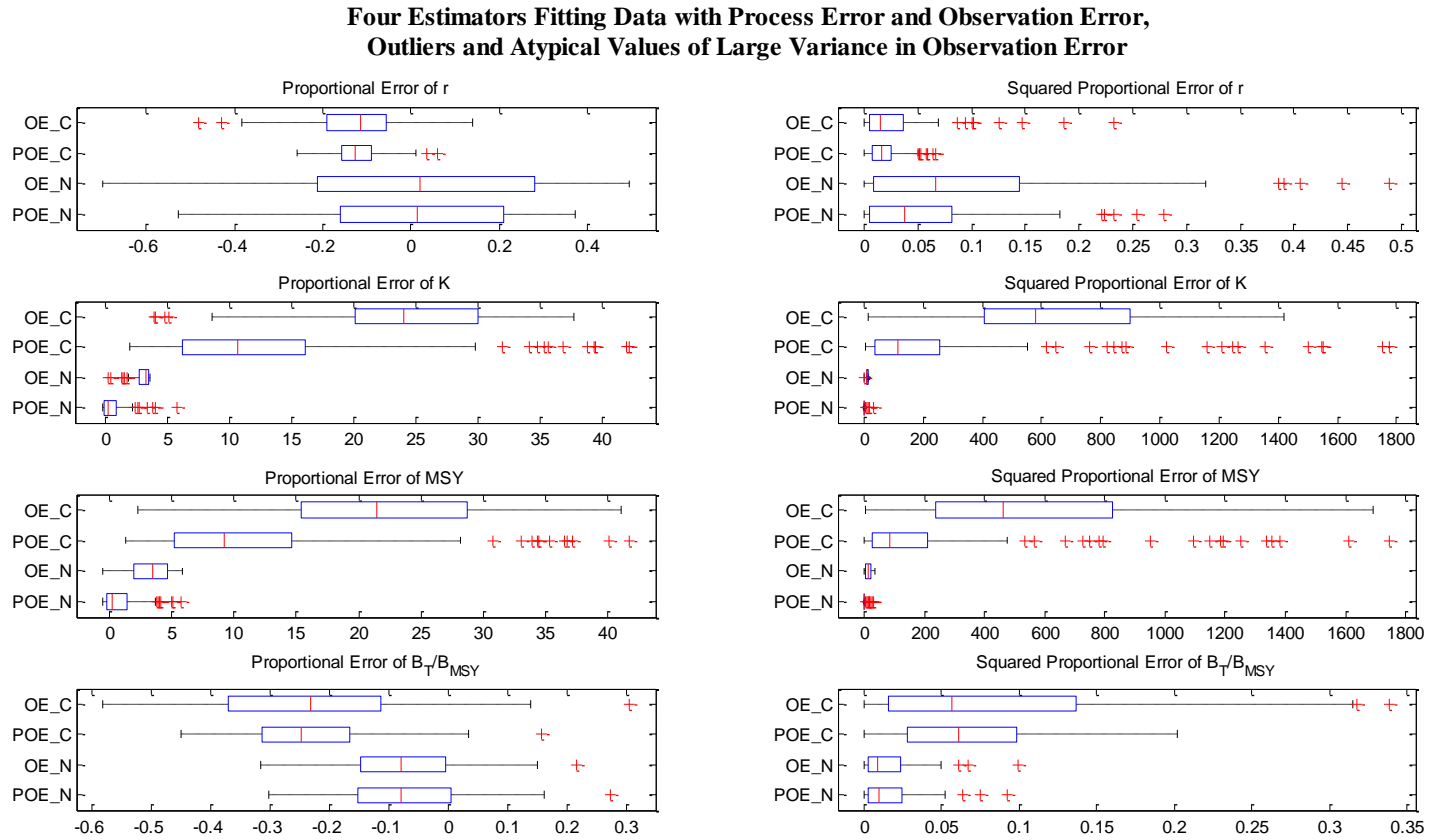 Four Estimators Fitting Data with Process Error and Observation Error,
Outliers and Atypical Values of Large Variance in Observation Error
Proportional Error of r
OE_C
POE_C
OE_N
POE_N
-0.6 -0.4 -0.2 0 0.2 0.4
Squared Proportional Error of r
OE_C
POE_C
OE_N
POE_N
0 0.05 0.1 0.15 0.2 0.25 0.3 0.35 0.4 0.45 0.5
Proportional Error of K
OE_C
POE_C
OE_N
POE_N
0 5 10 15 20 25 30 35 40
Squared Proportional Error of K
OE_C
POE_C
OE_N
POE_N
0 200 400 600 800 1000 1200 1400 1600 1800
Proportional Error of MSY
OE_C
POE_C
OE_N
POE_N
0 5 10 15 20 25 30 35 40
Squared Proportional Error of MSY
OE_C
POE_C
OE_N
POE_N
0 200 400 600 800 1000 1200 1400 1600 1800
Proportional Error of B_T/B_MSY
OE_C
POE_C
OE_N
POE_N
-0.6 -0.5 -0.4 -0.3 -0.2 -0.1 0 0.1 0.2 0.3
Squared Proportional Error of B_T/B_MSY
OE_C
POE_C
OE_N
POE_N
0 0.05 0.1 0.15 0.2 0.25 0.3 0.35